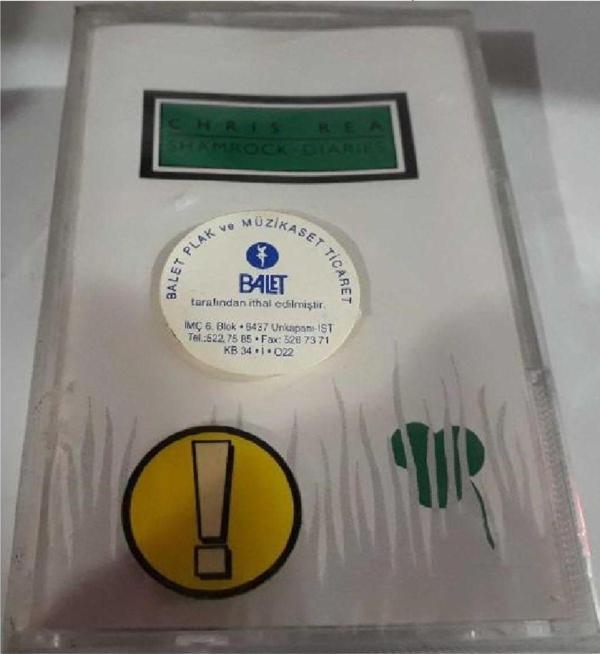 CHRIS REA
SHAMROCK·DIARIES
BALET PLAK ve MÜZİKASET TİCARET
BALET
tarafından ithal edilmiştir.
İMÇ 6. Blok • 6437 Unkapanı-İST
Tel.:522 75 85 • Fax: 526 73 71
KB 34 • İ • 022
!